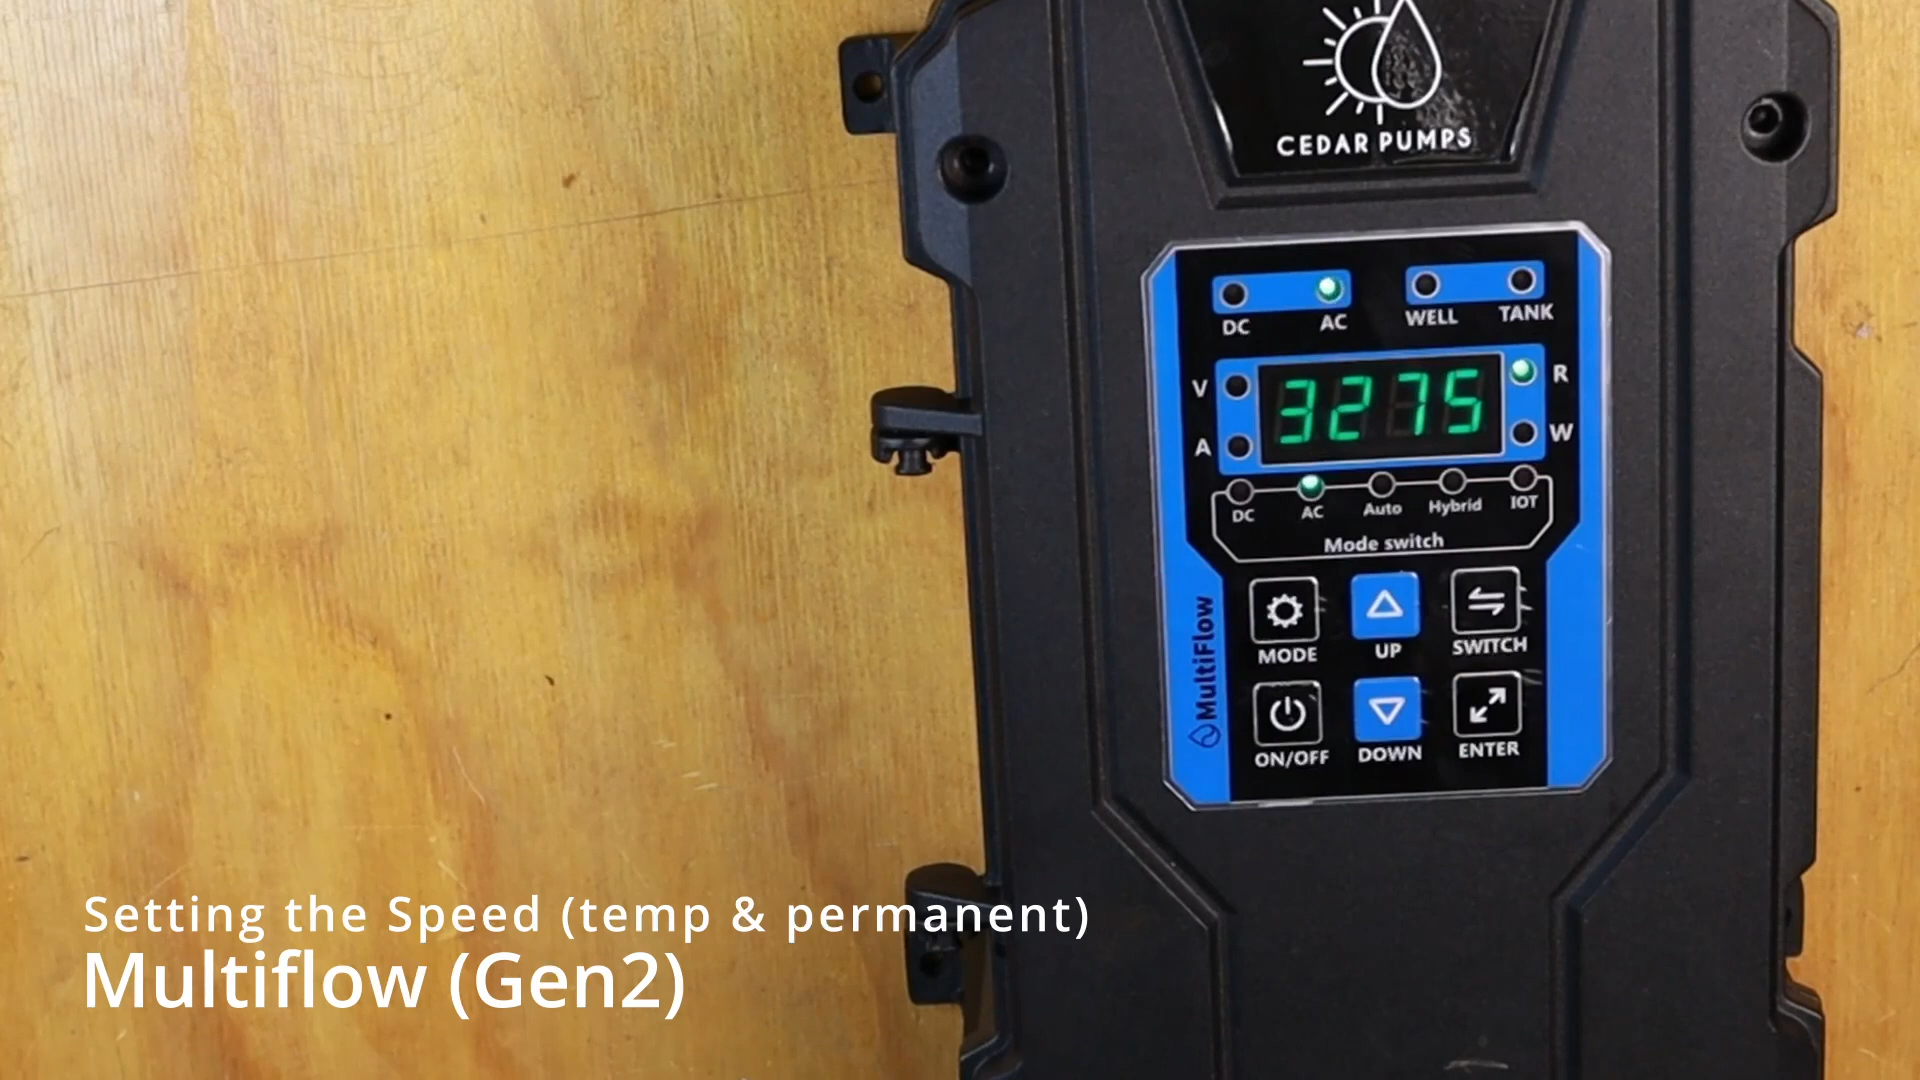 CEDAR PUMPS
DC AC WELL TANK
V 3275 R
A W
DC AC Auto Hybrid IOT
Mode switch
MODE UP SWITCH
ON/OFF DOWN ENTER
MultiFlow
Setting the Speed (temp & permanent)
Multiflow (Gen2)